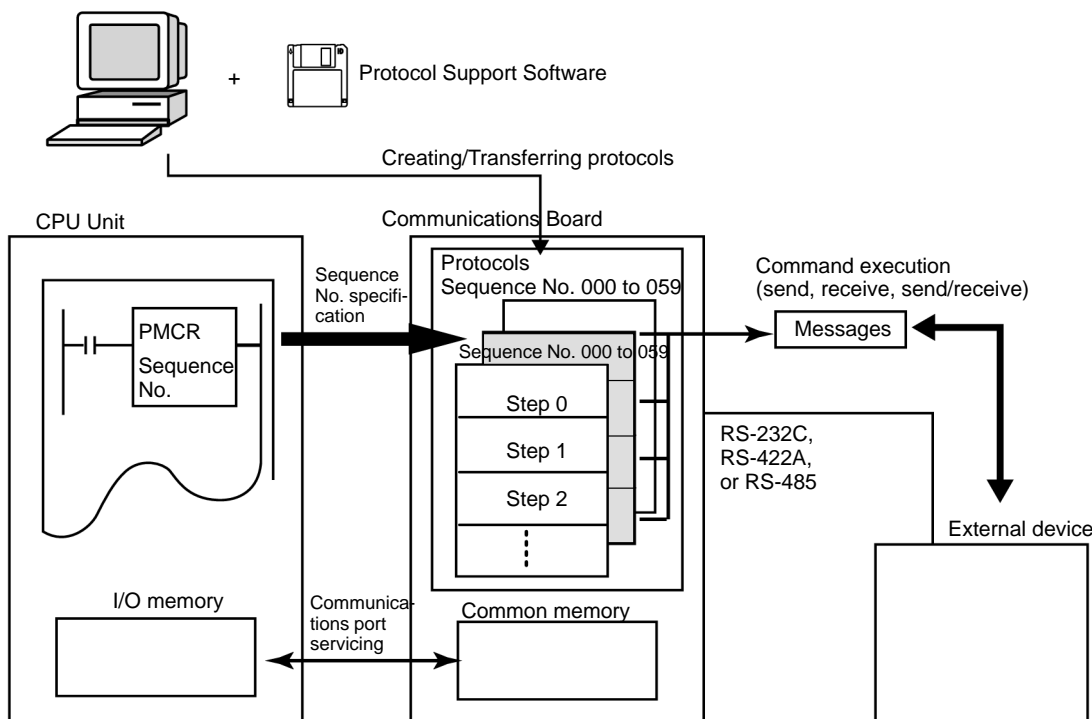 +
Protocol Support Software
Creating/Transferring protocols
CPU Unit
Communications Board
PMCR
Sequence
No.
Sequence
No. specifi-
cation
Protocols
Sequence No. 000 to 059
Sequence No. 000 to 059
Step 0
Step 1
Step 2
Command execution
(send, receive, send/receive)
Messages
RS-232C,
RS-422A,
or RS-485
External device
I/O memory
Communica-
tions port
servicing
Common memory